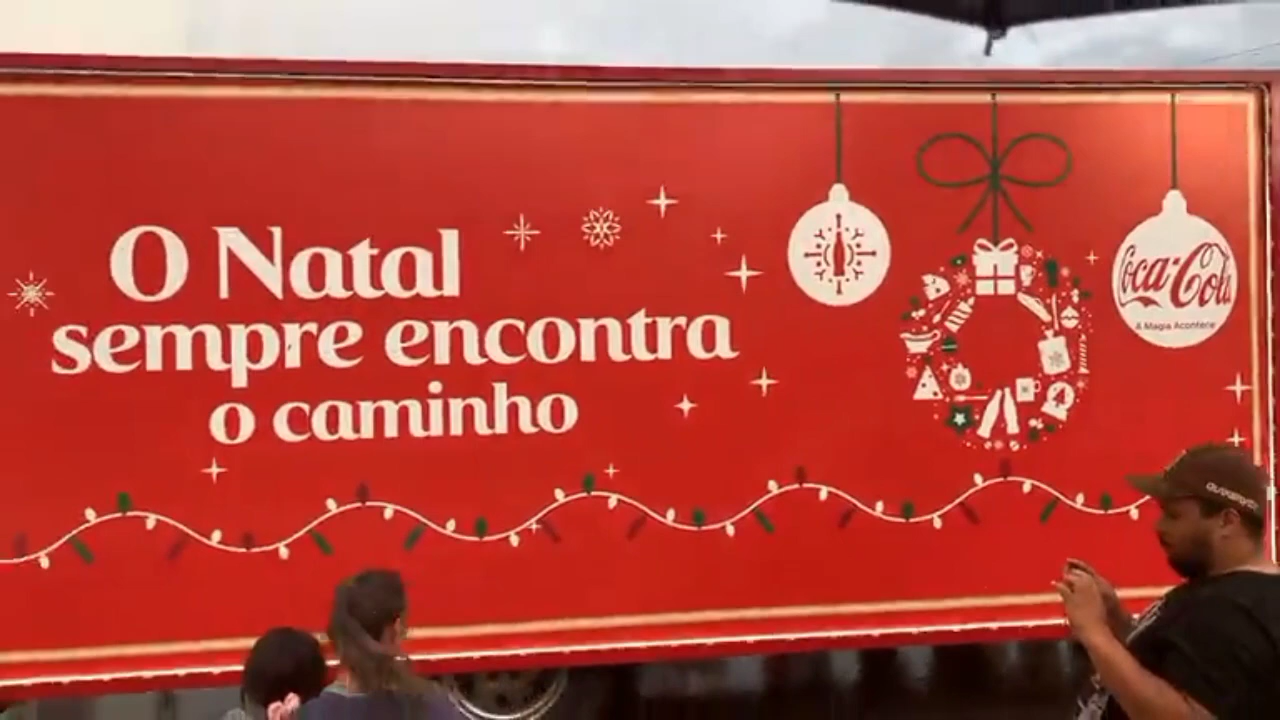 O Natal
sempre encontra
o caminho
Coca-Cola
A Magia Acontece